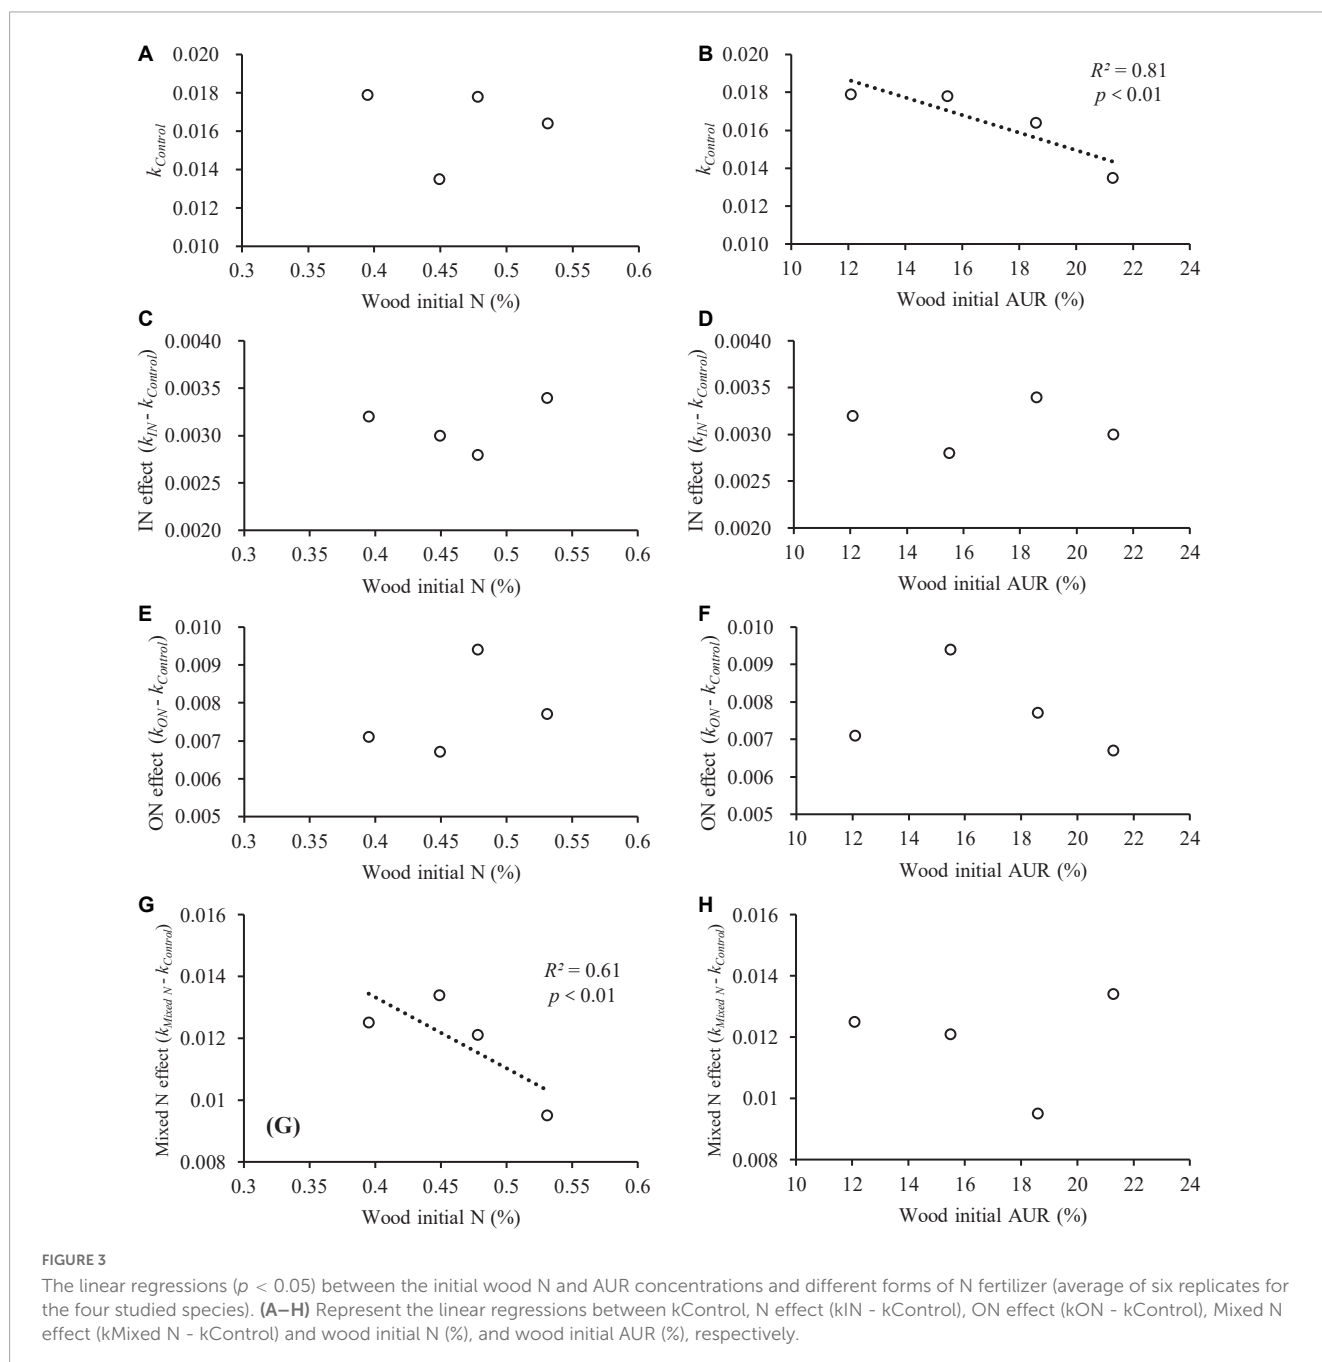 A
0.020
0.018
0.016
0.014
0.012
0.010
k_Control
0.3 0.35 0.4 0.45 0.5 0.55 0.6
Wood initial N (%)
B
0.020
0.018
0.016
0.014
0.012
0.010
k_Control
R² = 0.81
p < 0.01
10 12 14 16 18 20 22 24
Wood initial AUR (%)
C
0.0040
0.0035
0.0030
0.0025
0.0020
IN effect (k_IN - k_Control)
0.3 0.35 0.4 0.45 0.5 0.55 0.6
Wood initial N (%)
D
0.0040
0.0035
0.0030
0.0025
0.0020
IN effect (k_IN - k_Control)
10 12 14 16 18 20 22 24
Wood initial AUR (%)
E
0.010
0.009
0.008
0.007
0.006
0.005
ON effect (k_ON - k_Control)
0.3 0.35 0.4 0.45 0.5 0.55 0.6
Wood initial N (%)
F
0.010
0.009
0.008
0.007
0.006
0.005
ON effect (k_ON - k_Control)
10 12 14 16 18 20 22 24
Wood initial AUR (%)
G
0.016
0.014
0.012
0.01
0.008
Mixed N effect (k_Mixed N - k_Control)
R² = 0.61
p < 0.01
(G)
0.3 0.35 0.4 0.45 0.5 0.55 0.6
Wood initial N (%)
H
0.016
0.014
0.012
0.01
0.008
Mixed N effect (k_Mixed N - k_Control)
10 12 14 16 18 20 22 24
Wood initial AUR (%)
FIGURE 3
The linear regressions (p < 0.05) between the initial wood N and AUR concentrations and different forms of N fertilizer (average of six replicates for
the four studied species). (A–H) Represent the linear regressions between kControl, N effect (kIN - kControl), ON effect (kON - kControl), Mixed N
effect (kMixed N - kControl) and wood initial N (%), and wood initial AUR (%), respectively.